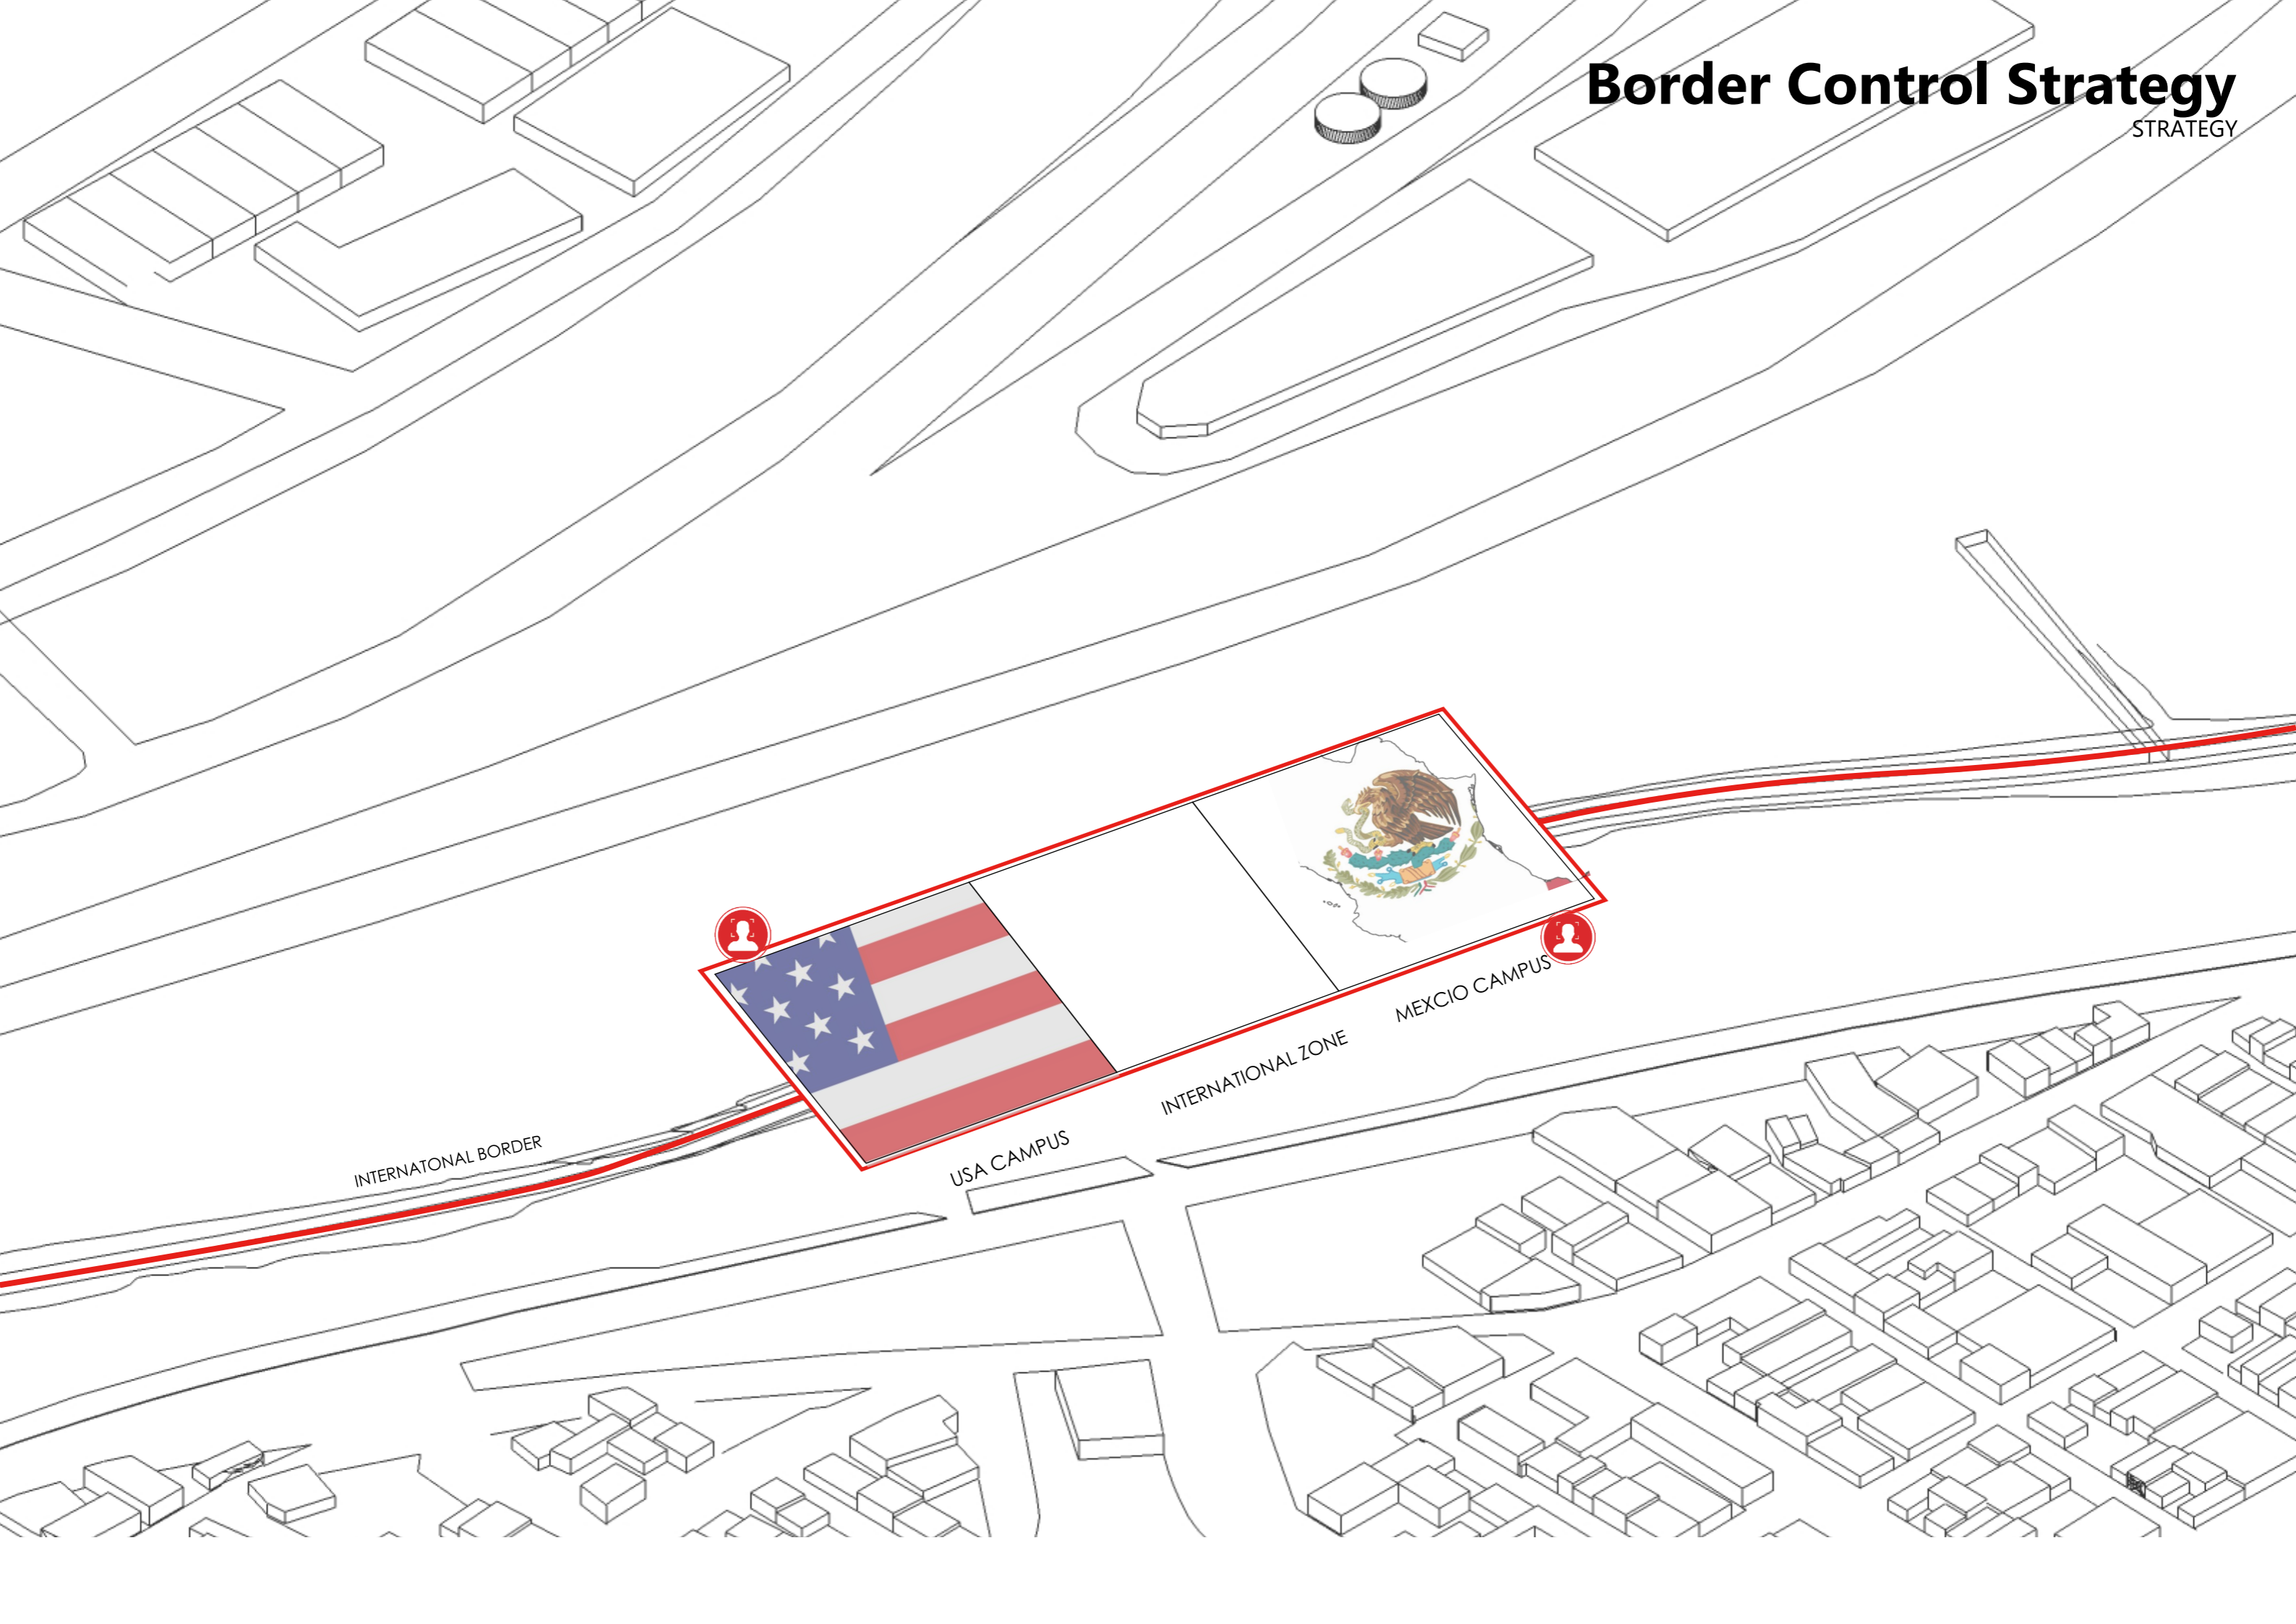 Border Control Strategy
STRATEGY
INTERNATONAL BORDER
USA CAMPUS
INTERNATIONAL ZONE
MEXCIO CAMPUS